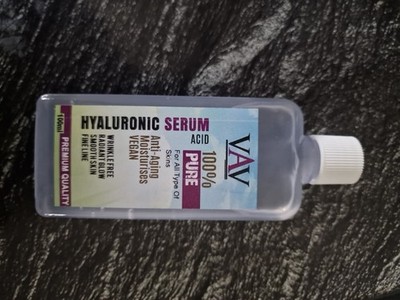 VAV
100%
PURE
For All Type Of
Skins
HYALURONIC SERUM
ACID
Anti-Aging
Moisturises
VEGAN
WRINKLE FREE
RADIANT GLOW
SMOOTH SKIN
FINE LINE
100ml PREMIUM QUALITY